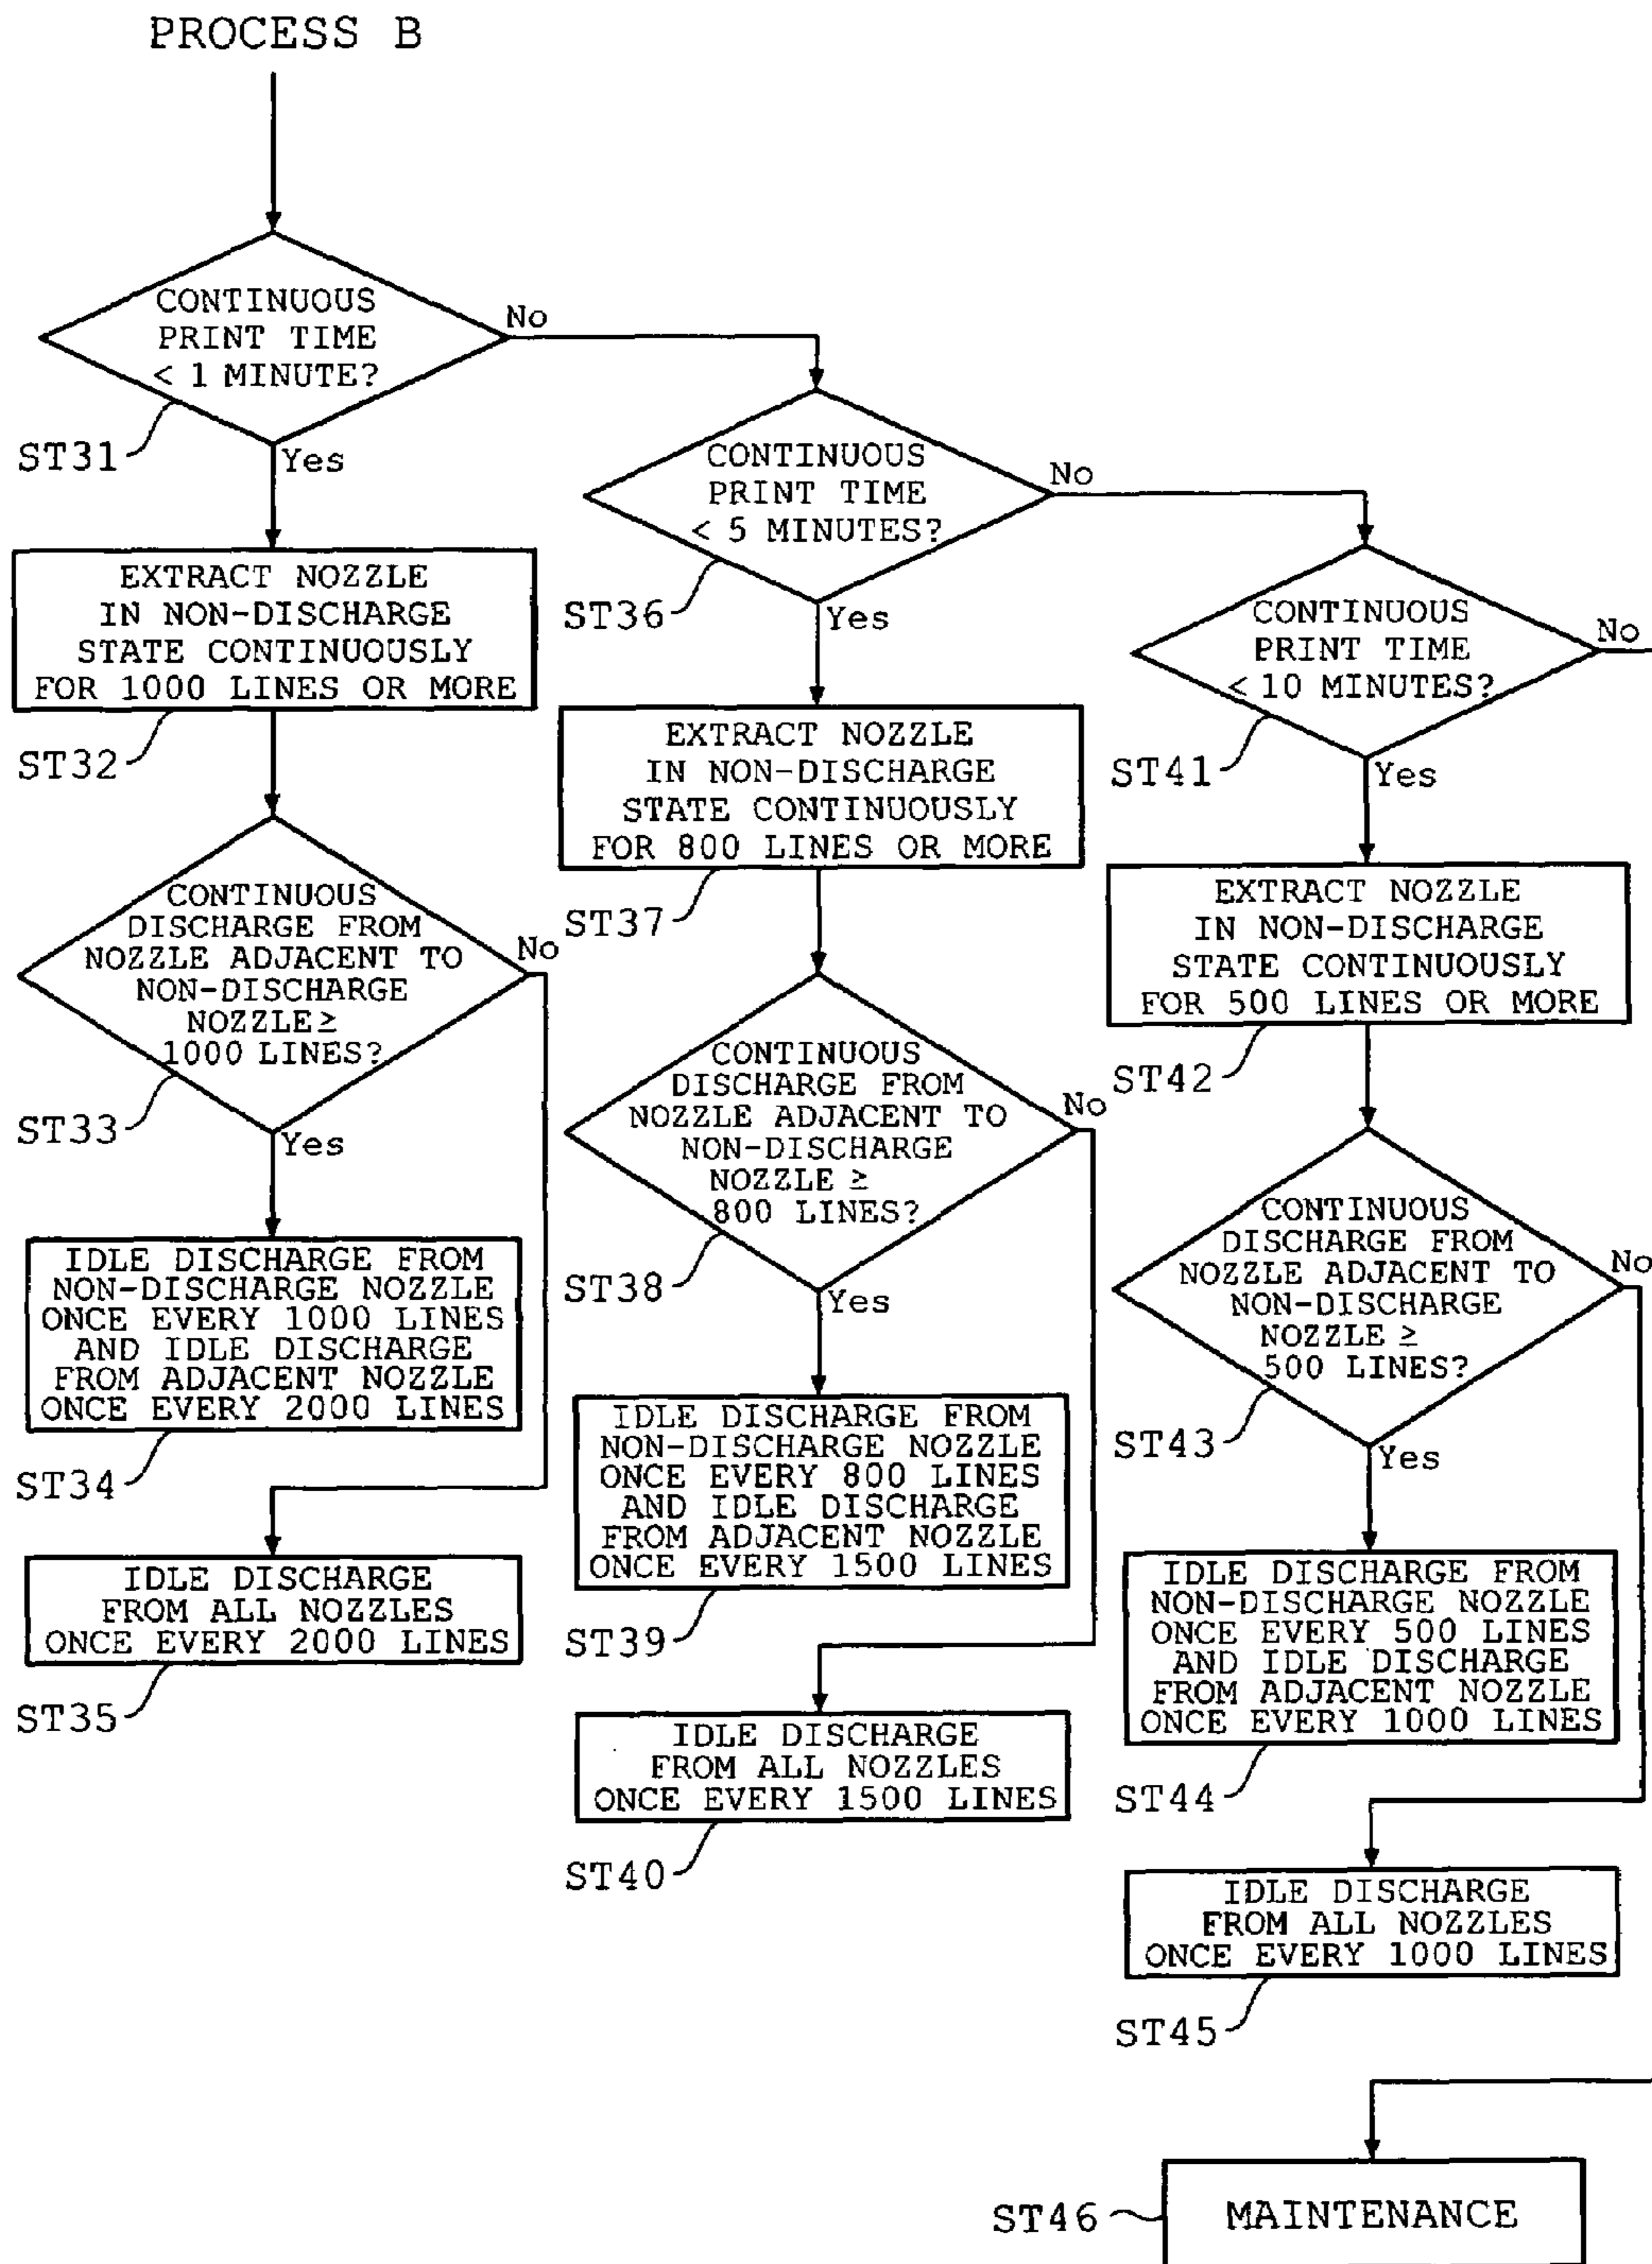 PROCESS B
CONTINUOUS
PRINT TIME
< 1 MINUTE?
No
ST31
Yes
EXTRACT NOZZLE
IN NON-DISCHARGE
STATE CONTINUOUSLY
FOR 1000 LINES OR MORE
ST32
CONTINUOUS
DISCHARGE FROM
NOZZLE ADJACENT TO
NON-DISCHARGE
NOZZLE ≥
1000 LINES?
No
ST33
Yes
IDLE DISCHARGE FROM
NON-DISCHARGE NOZZLE
ONCE EVERY 1000 LINES
AND IDLE DISCHARGE
FROM ADJACENT NOZZLE
ONCE EVERY 2000 LINES
ST34
IDLE DISCHARGE
FROM ALL NOZZLES
ONCE EVERY 2000 LINES
ST35
CONTINUOUS
PRINT TIME
< 5 MINUTES?
No
ST36
Yes
EXTRACT NOZZLE
IN NON-DISCHARGE
STATE CONTINUOUSLY
FOR 800 LINES OR MORE
ST37
CONTINUOUS
DISCHARGE FROM
NOZZLE ADJACENT TO
NON-DISCHARGE
NOZZLE ≥
800 LINES?
No
ST38
Yes
IDLE DISCHARGE FROM
NON-DISCHARGE NOZZLE
ONCE EVERY 800 LINES
AND IDLE DISCHARGE
FROM ADJACENT NOZZLE
ONCE EVERY 1500 LINES
ST39
IDLE DISCHARGE
FROM ALL NOZZLES
ONCE EVERY 1500 LINES
ST40
CONTINUOUS
PRINT TIME
< 10 MINUTES?
No
ST41
Yes
EXTRACT NOZZLE
IN NON-DISCHARGE
STATE CONTINUOUSLY
FOR 500 LINES OR MORE
ST42
CONTINUOUS
DISCHARGE FROM
NOZZLE ADJACENT TO
NON-DISCHARGE
NOZZLE ≥
500 LINES?
No
ST43
Yes
IDLE DISCHARGE FROM
NON-DISCHARGE NOZZLE
ONCE EVERY 500 LINES
AND IDLE DISCHARGE
FROM ADJACENT NOZZLE
ONCE EVERY 1000 LINES
ST44
IDLE DISCHARGE
FROM ALL NOZZLES
ONCE EVERY 1000 LINES
ST45
ST46
MAINTENANCE